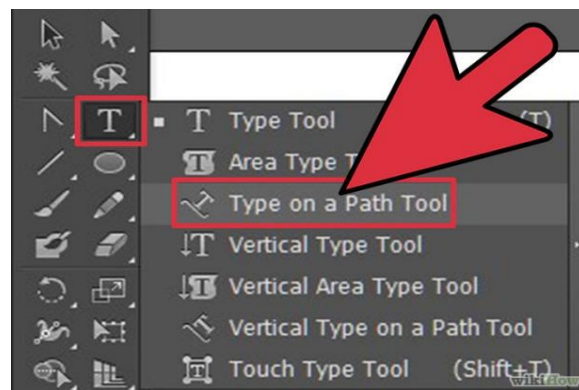 T Type Tool (T)
Area Type T
Type on a Path Tool
Vertical Type Tool
Vertical Area Type Tool
Vertical Type on a Path Tool
Touch Type Tool (Shift+T)
wikiHow